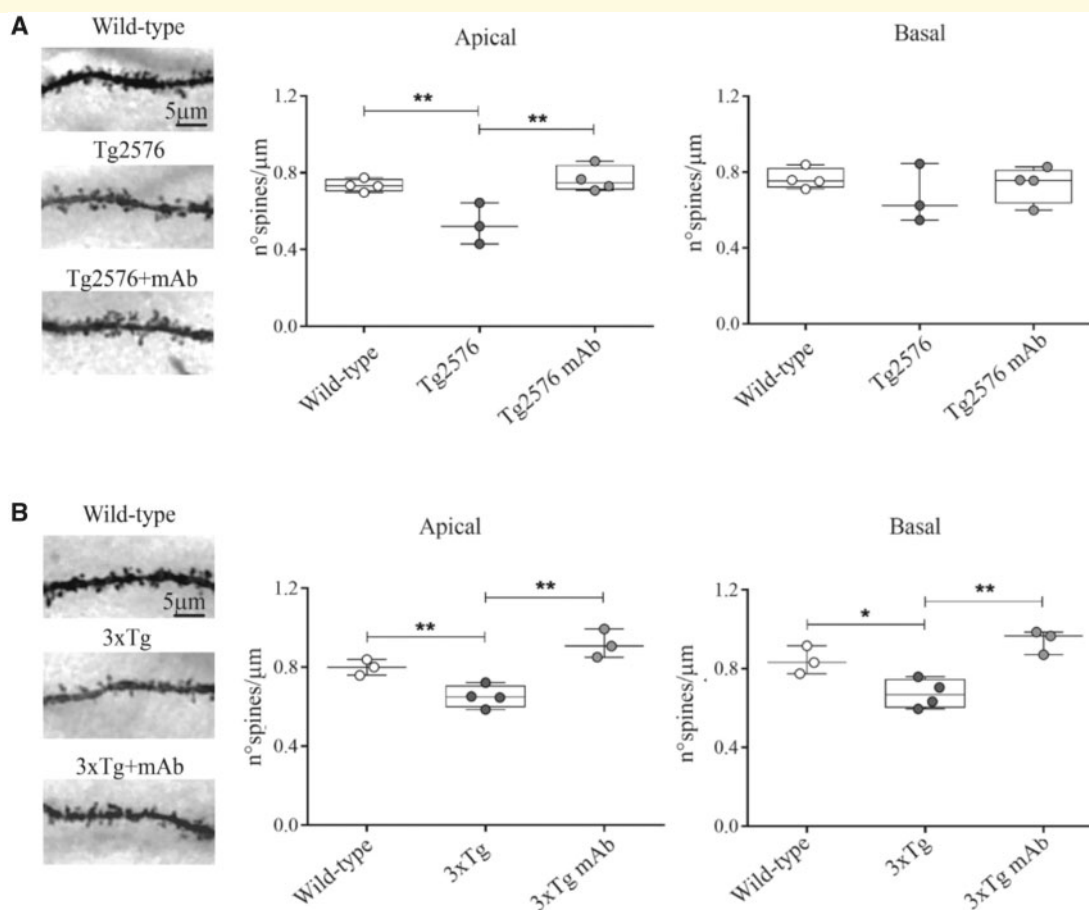 A
Wild-type
5μm
Tg2576
Tg2576+mAb
Apical
n°spines/μm
1.2
0.8
0.4
0.0
**
**
Wild-type
Tg2576
Tg2576 mAb
Basal
n°spines/μm
1.2
0.8
0.4
0.0
Wild-type
Tg2576
Tg2576 mAb
B
Wild-type
5μm
3xTg
3xTg+mAb
Apical
n°spines/μm
1.2
0.8
0.4
0.0
**
**
Wild-type
3xTg
3xTg mAb
Basal
n°spines/μm
1.2
0.8
0.4
0.0
*
**
Wild-type
3xTg
3xTg mAb